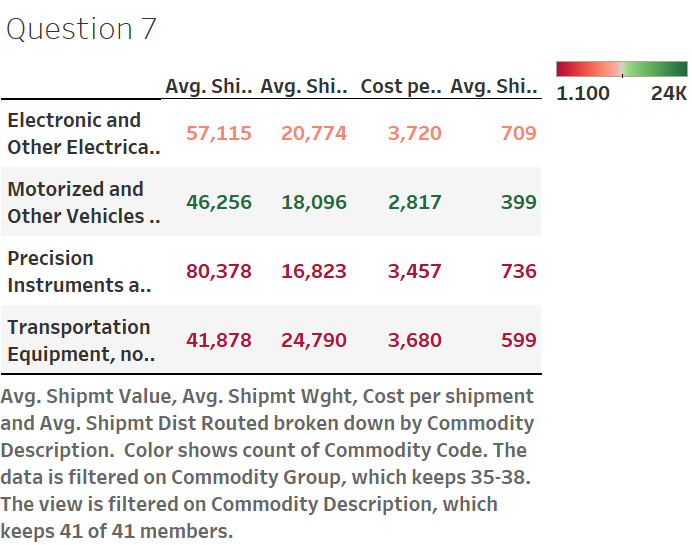 Question 7
Avg. Shi.. Avg. Shi.. Cost pe.. Avg. Shi..
1.100 24K
Electronic and
Other Electrica..
57,115 20,774 3,720 709
Motorized and
Other Vehicles ..
46,256 18,096 2,817 399
Precision
Instruments a..
80,378 16,823 3,457 736
Transportation
Equipment, no..
41,878 24,790 3,680 599
Avg. Shipmt Value, Avg. Shipmt Wght, Cost per shipment
and Avg. Shipmt Dist Routed broken down by Commodity
Description.  Color shows count of Commodity Code. The
data is filtered on Commodity Group, which keeps 35-38.
The view is filtered on Commodity Description, which
keeps 41 of 41 members.